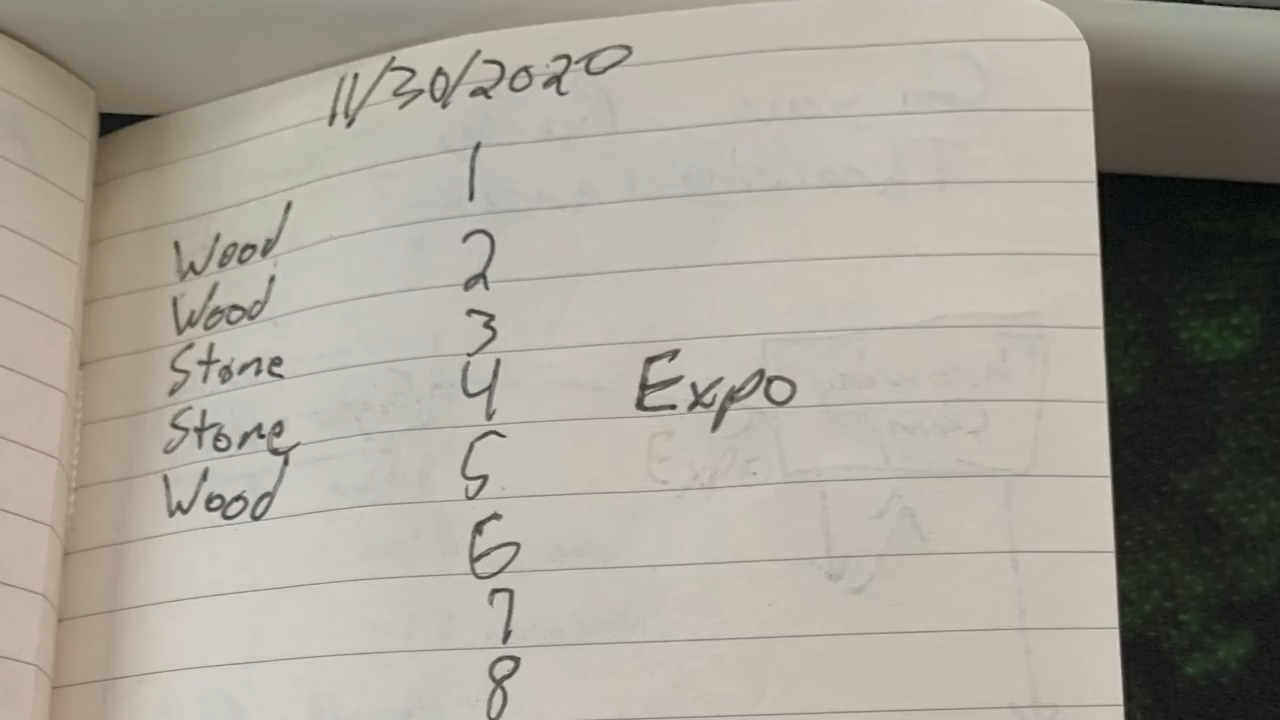 11/30/2020
1
Wood 2
Wood 3
Stone 4 Expo
Stone 5
Wood 6
7
8